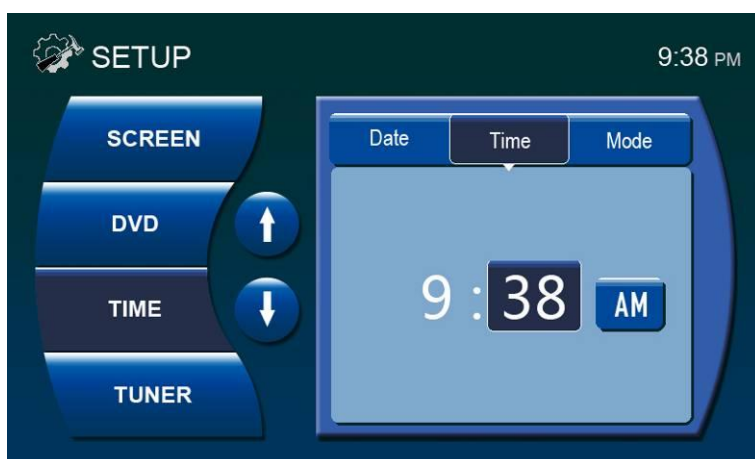 SETUP
9:38 PM
SCREEN
DVD
TIME
TUNER
Date Time Mode
9:38 AM